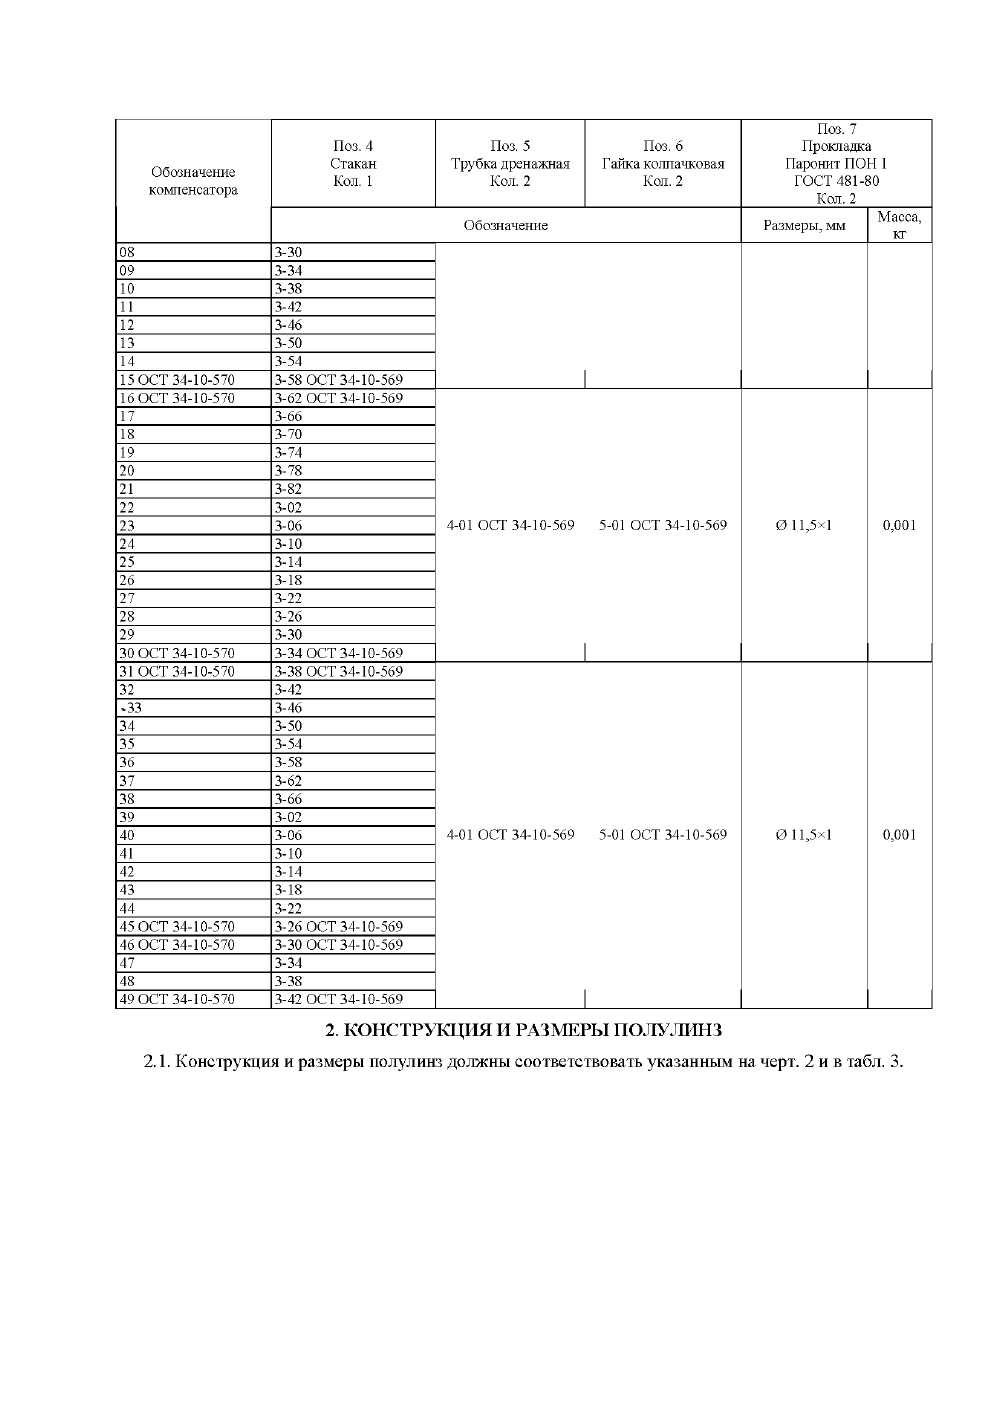 Обозначение
компенсатора
Поз. 4
Стакан
Кол. 1
Поз. 5
Трубка дренажная
Кол. 2
Поз. 6
Гайка колпачковая
Кол. 2
Поз. 7
Прокладка
Паронит ПОН 1
ГОСТ 481-80
Кол. 2
Обозначение
Размеры, мм
Масса,
кг
08 3-30
09 3-34
10 3-38
11 3-42
12 3-46
13 3-50
14 3-54
15 ОСТ 34-10-570 3-58 ОСТ 34-10-569
16 ОСТ 34-10-570 3-62 ОСТ 34-10-569
17 3-66
18 3-70
19 3-74
20 3-78
21 3-82
22 3-02
23 3-06 4-01 ОСТ 34-10-569 5-01 ОСТ 34-10-569 Ø 11,5×1 0,001
24 3-10
25 3-14
26 3-18
27 3-22
28 3-26
29 3-30
30 ОСТ 34-10-570 3-34 ОСТ 34-10-569
31 ОСТ 34-10-570 3-38 ОСТ 34-10-569
32 3-42
33 3-46
34 3-50
35 3-54
36 3-58
37 3-62
38 3-66
39 3-02
40 3-06 4-01 ОСТ 34-10-569 5-01 ОСТ 34-10-569 Ø 11,5×1 0,001
41 3-10
42 3-14
43 3-18
44 3-22
45 ОСТ 34-10-570 3-26 ОСТ 34-10-569
46 ОСТ 34-10-570 3-30 ОСТ 34-10-569
47 3-34
48 3-38
49 ОСТ 34-10-570 3-42 ОСТ 34-10-569
2. КОНСТРУКЦИЯ И РАЗМЕРЫ ПОЛУЛИНЗ
2.1. Конструкция и размеры полулинз должны соответствовать указанным на черт. 2 и в табл. 3.